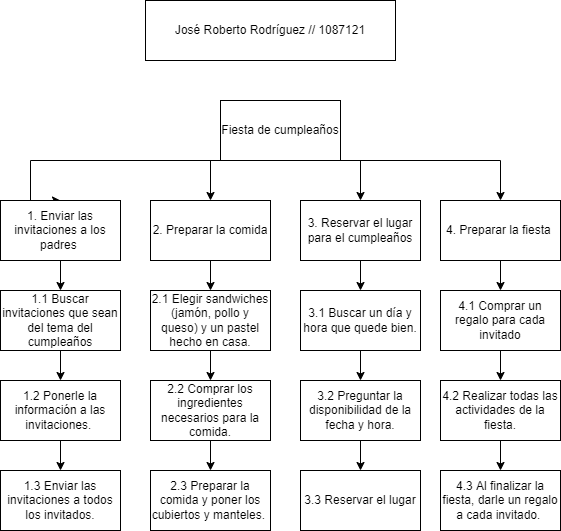 José Roberto Rodríguez // 1087121
Fiesta de cumpleaños
1. Enviar las
invitaciones a los
padres
2. Preparar la comida
3. Reservar el lugar
para el cumpleaños
4. Preparar la fiesta
1.1 Buscar
invitaciones que sean
del tema del
cumpleaños
2.1 Elegir sandwiches
(jamón, pollo y
queso) y un pastel
hecho en casa.
3.1 Buscar un día y
hora que quede bien.
4.1 Comprar un
regalo para cada
invitado
1.2 Ponerle la
información a las
invitaciones.
2.2 Comprar los
ingredientes
necesarios para la
comida.
3.2 Preguntar la
disponibilidad de la
fecha y hora.
4.2 Realizar todas las
actividades de la
fiesta.
1.3 Enviar las
invitaciones a todos
los invitados.
2.3 Preparar la
comida y poner los
cubiertos y manteles.
3.3 Reservar el lugar
4.3 Al finalizar la
fiesta, darle un regalo
a cada invitado.